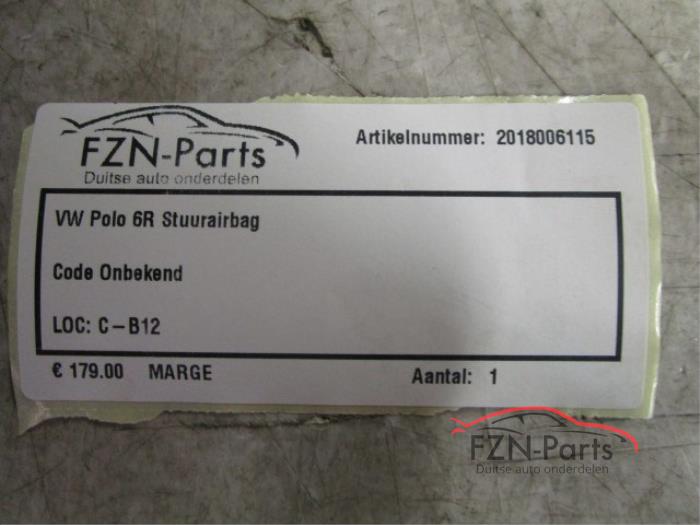 FZN-Parts
Duitse auto onderdelen
Artikelnummer: 2018006115
VW Polo 6R Stuurairbag
Code Onbekend
LOC: C-B12
€ 179.00 MARGE
Aantal: 1
FZN-Parts
Duitse auto onderdelen